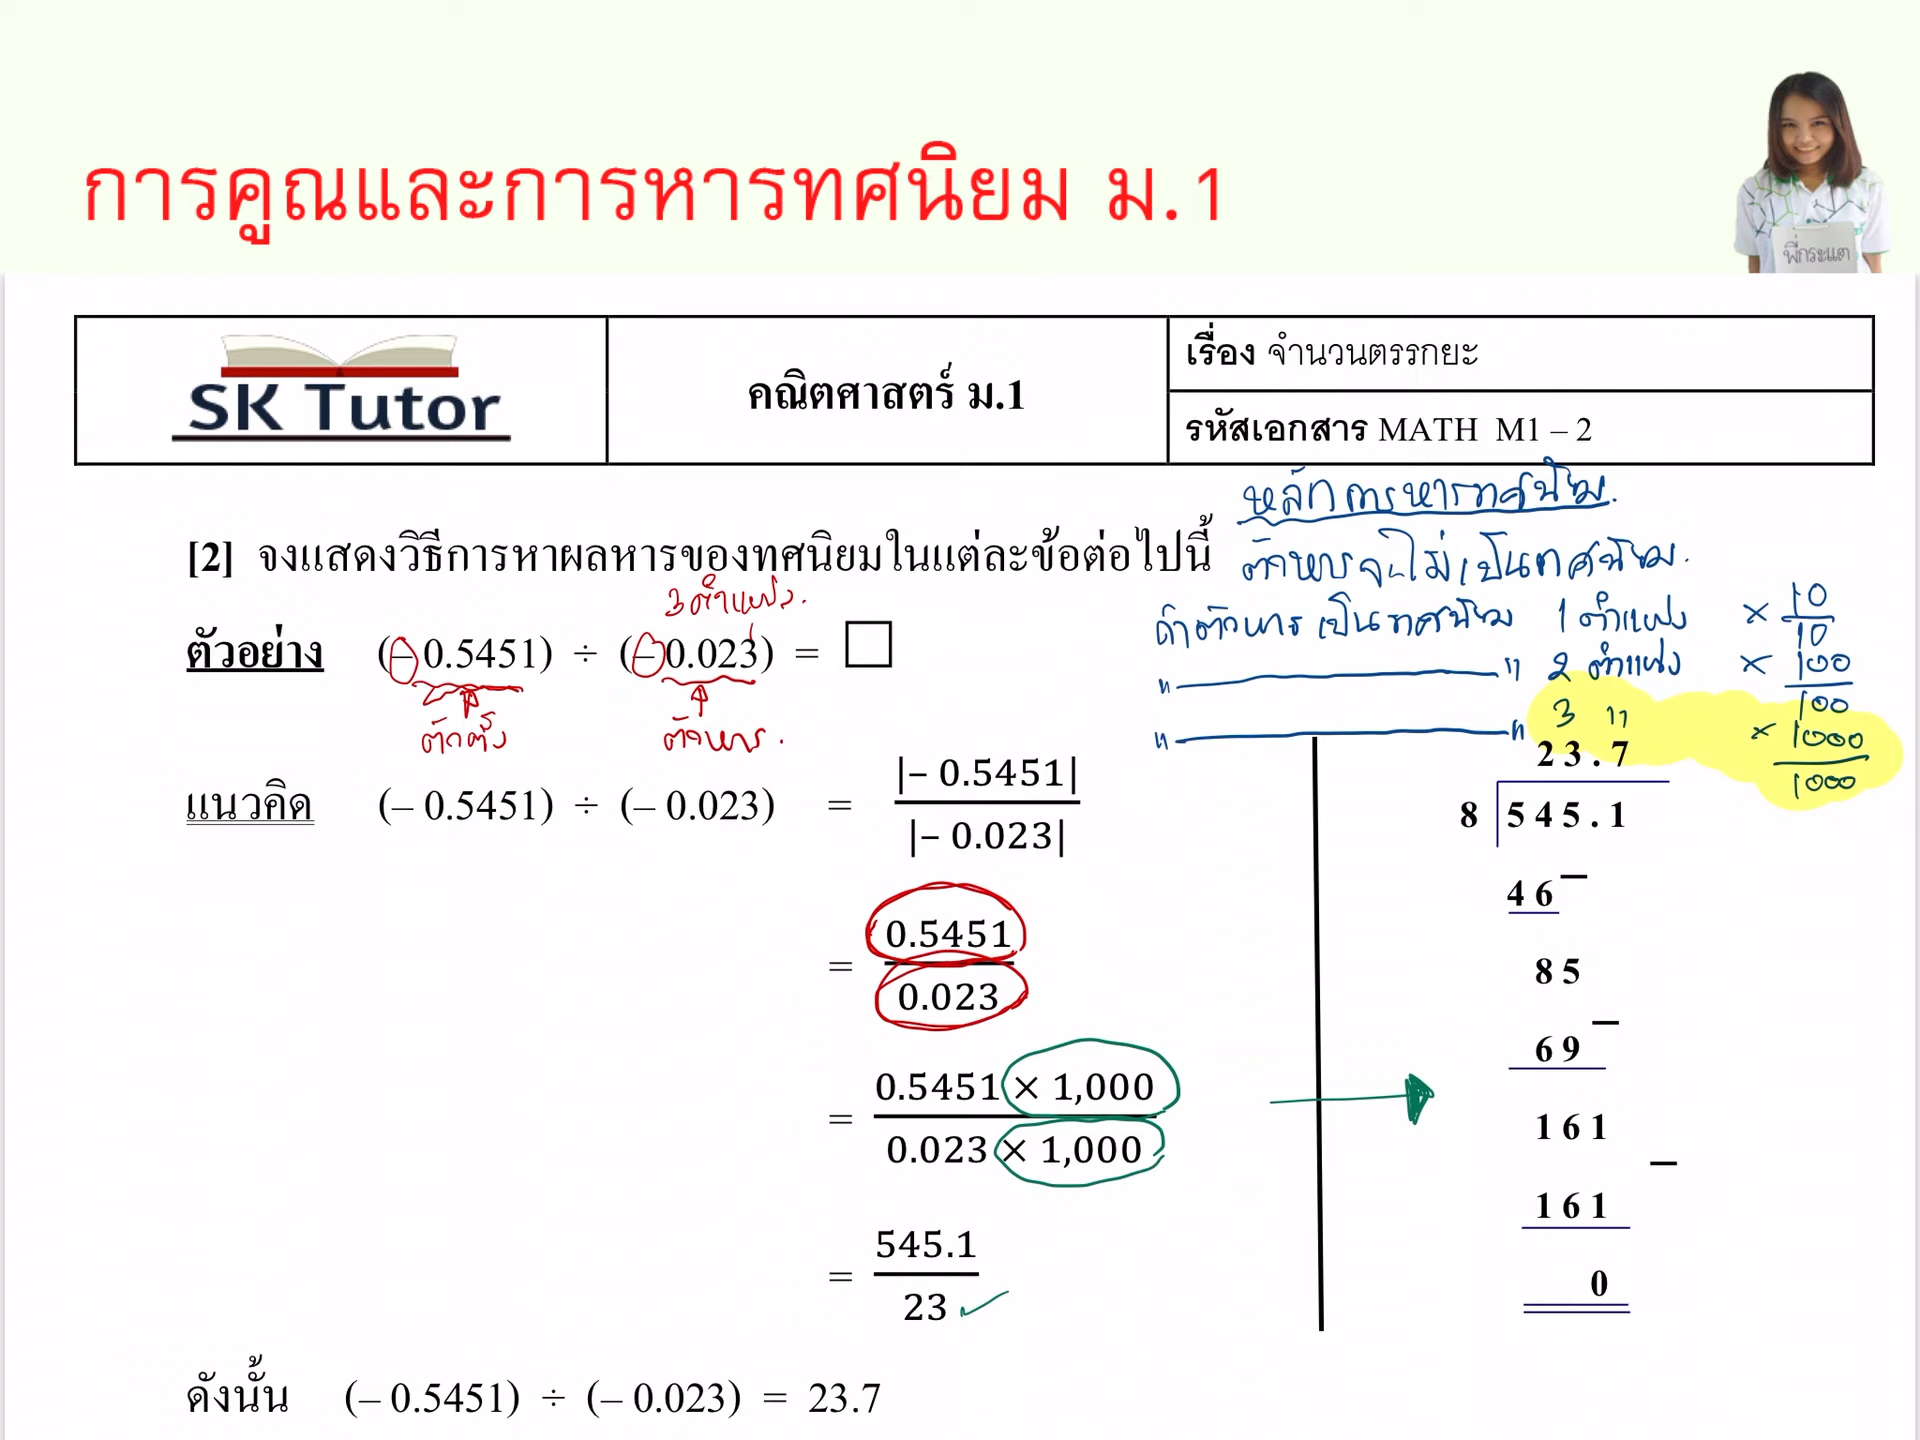 การคูณและการหารทศนิยม ม.1
พี่กระแต
SK Tutor
คณิตศาสตร์ ม.1
เรื่อง จำนวนตรรกยะ
รหัสเอกสาร MATH M1 – 2
หลักการหารทศนิยม.
[2] จงแสดงวิธีการหาผลหารของทศนิยมในแต่ละข้อต่อไปนี้
ตัวหารจะไม่เป็นทศนิยม.
3 ตำแหน่ง.
ถ้าตัวหารเป็นทศนิยม 1 ตำแหน่ง × 10/10
ตัวอย่าง (– 0.5451) ÷ (– 0.023) = □
" ———— " 2 ตำแหน่ง × 100/100
ตัวตั้ง ตัวหาร.
" ———— " 3 " × 1000/1000
แนวคิด (– 0.5451) ÷ (– 0.023) = |– 0.5451| / |– 0.023|
= 0.5451 / 0.023
= 0.5451 × 1,000 / 0.023 × 1,000
= 545.1 / 23 ✓
23.7
8 545.1
46 –
85
69 –
161
161 –
0
ดังนั้น (– 0.5451) ÷ (– 0.023) = 23.7